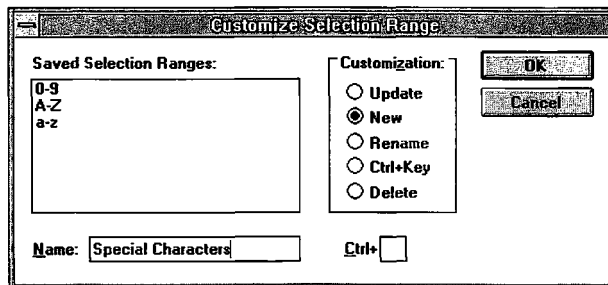 Customize Selection Range
Saved Selection Ranges:
0-9
A-Z
a-z
Customization:
Update
New
Rename
Ctrl+Key
Delete
OK
Cancel
Name: Special Characters
Ctrl+